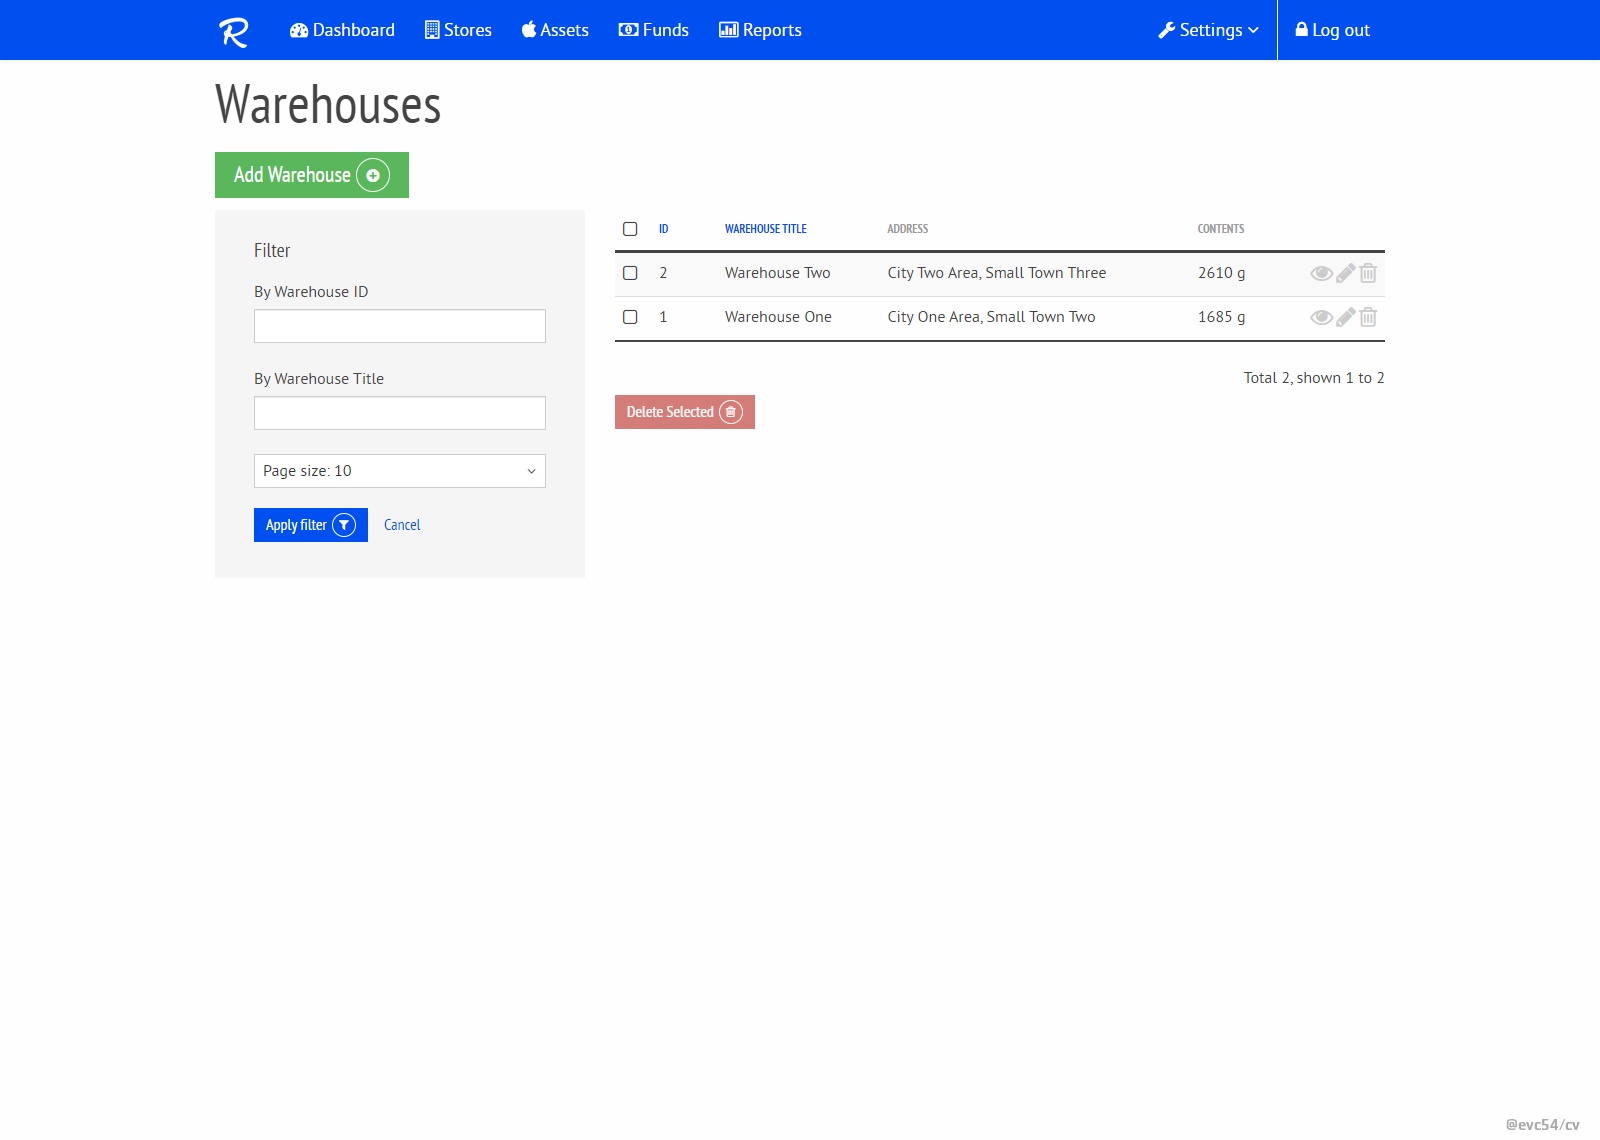 R Dashboard Stores Assets Funds Reports Settings Log out
Warehouses
Add Warehouse
Filter
By Warehouse ID
By Warehouse Title
Page size: 10
Apply filter Cancel
ID WAREHOUSE TITLE ADDRESS CONTENTS
2 Warehouse Two City Two Area, Small Town Three 2610 g
1 Warehouse One City One Area, Small Town Two 1685 g
Total 2, shown 1 to 2
Delete Selected
@evc54/cv